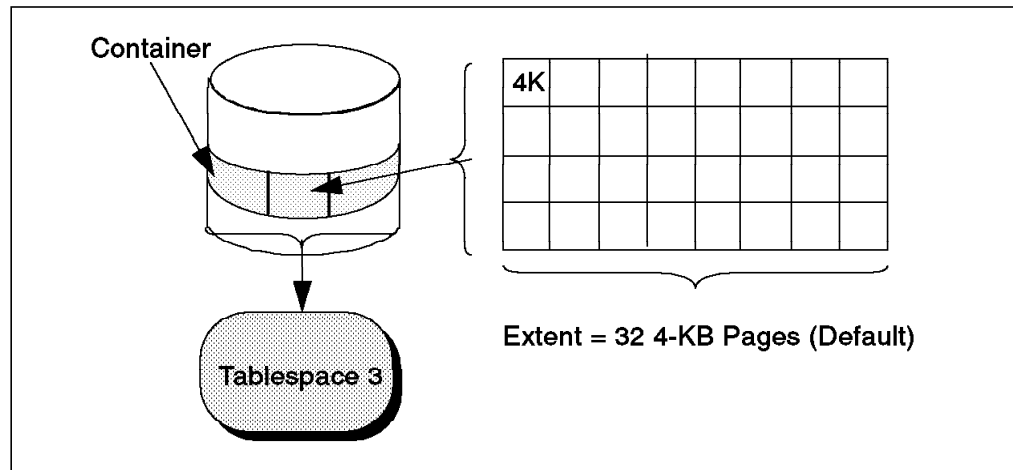 Container
4K
Extent = 32 4-KB Pages (Default)
Tablespace 3